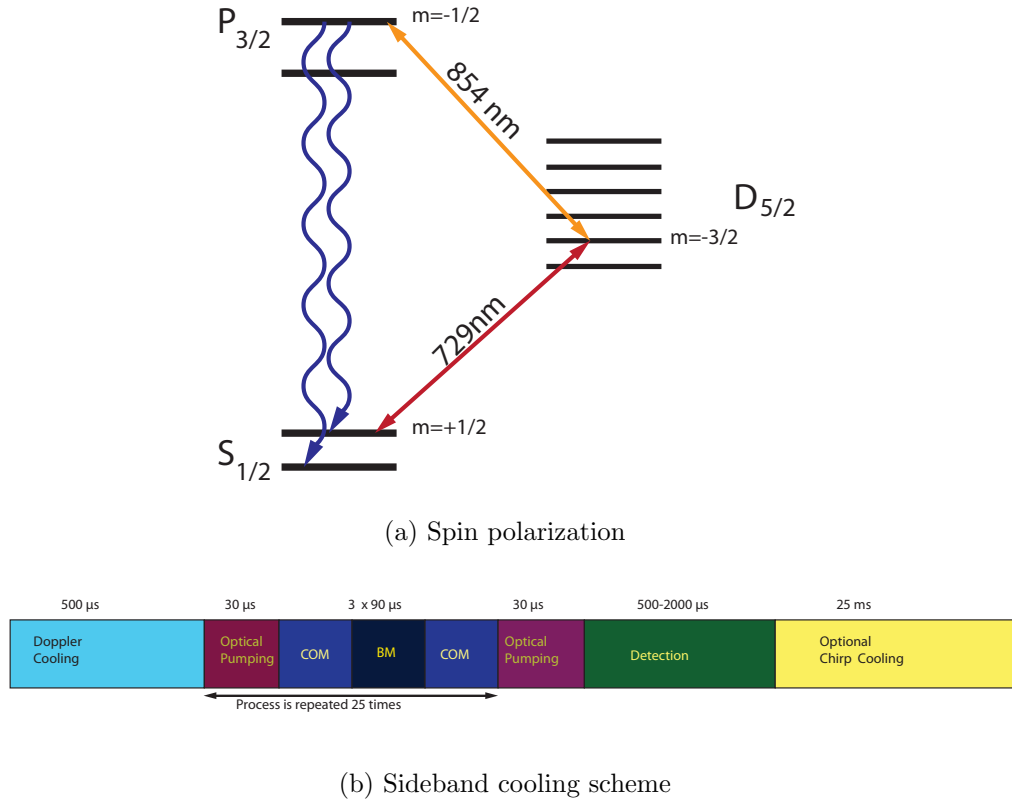 P3/2
m=-1/2
854 nm
D5/2
m=-3/2
729nm
m=+1/2
S1/2
(a) Spin polarization
500 µs
30 µs
3 x 90 µs
30 µs
500-2000 µs
25 ms
Doppler
Cooling
Optical
Pumping
COM
BM
COM
Optical
Pumping
Detection
Optional
Chirp Cooling
Process is repeated 25 times
(b) Sideband cooling scheme